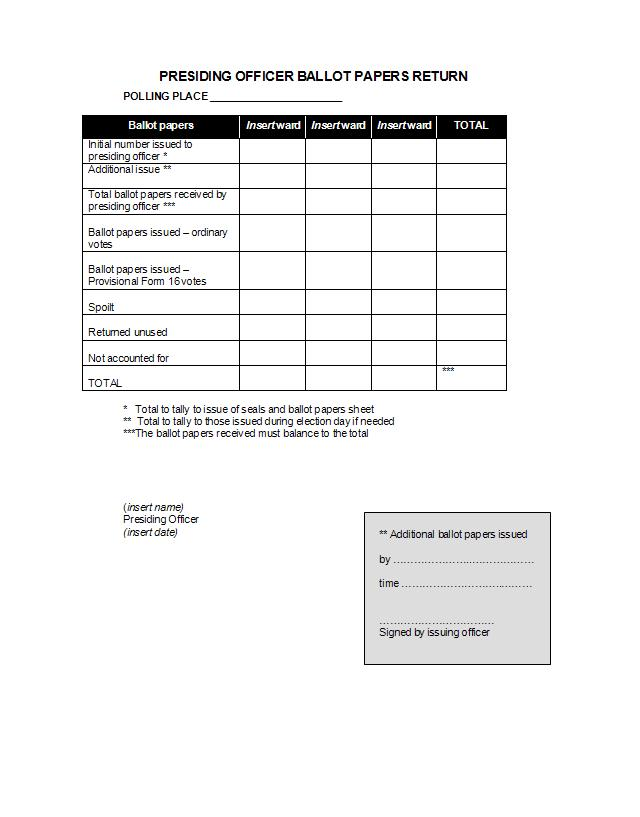 PRESIDING OFFICER BALLOT PAPERS RETURN
POLLING PLACE ______________________
Ballot papers Insert ward Insert ward Insert ward TOTAL
Initial number issued to
presiding officer *
Additional issue **
Total ballot papers received by
presiding officer ***
Ballot papers issued – ordinary
votes
Ballot papers issued –
Provisional Form 16 votes
Spoilt
Returned unused
Not accounted for
TOTAL ***
* Total to tally to issue of seals and ballot papers sheet
** Total to tally to those issued during election day if needed
***The ballot papers received must balance to the total
(insert name)
Presiding Officer
(insert date)
** Additional ballot papers issued
by ……………………………………
time …………………………………
……………………………
Signed by issuing officer